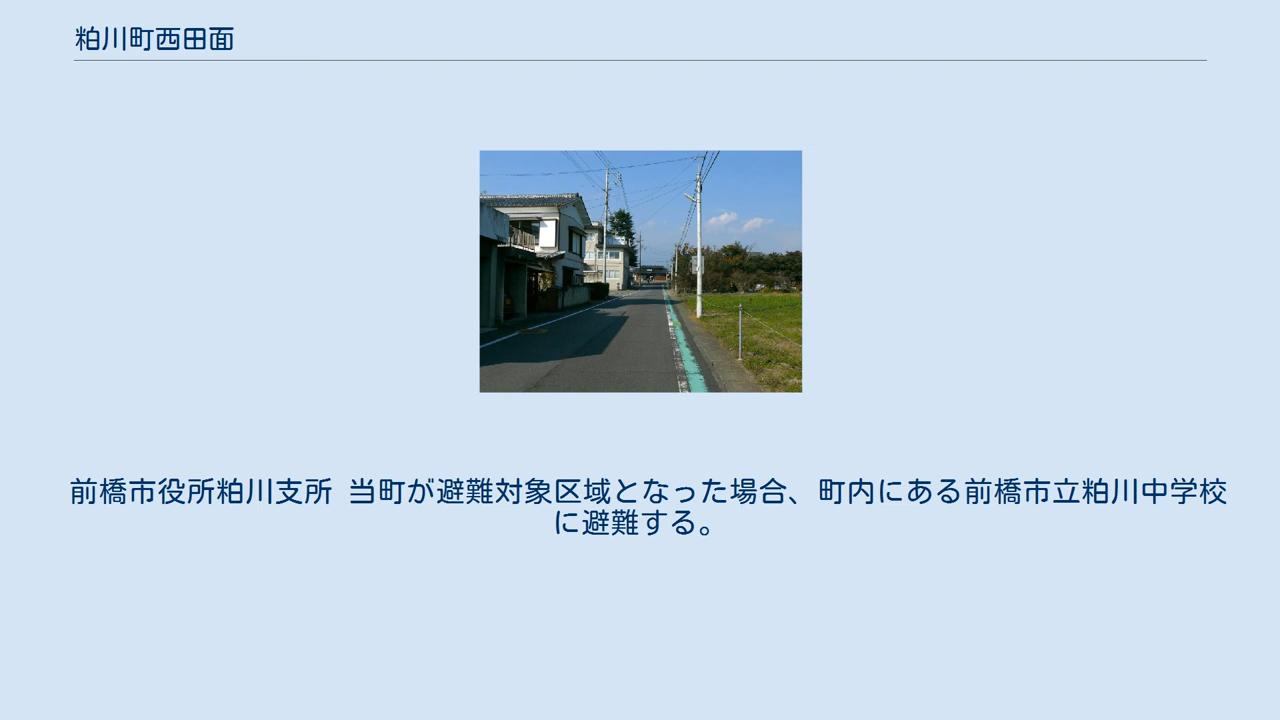 粕川町西田面
前橋市役所粕川支所 当町が避難対象区域となった場合、町内にある前橋市立粕川中学校
に避難する。